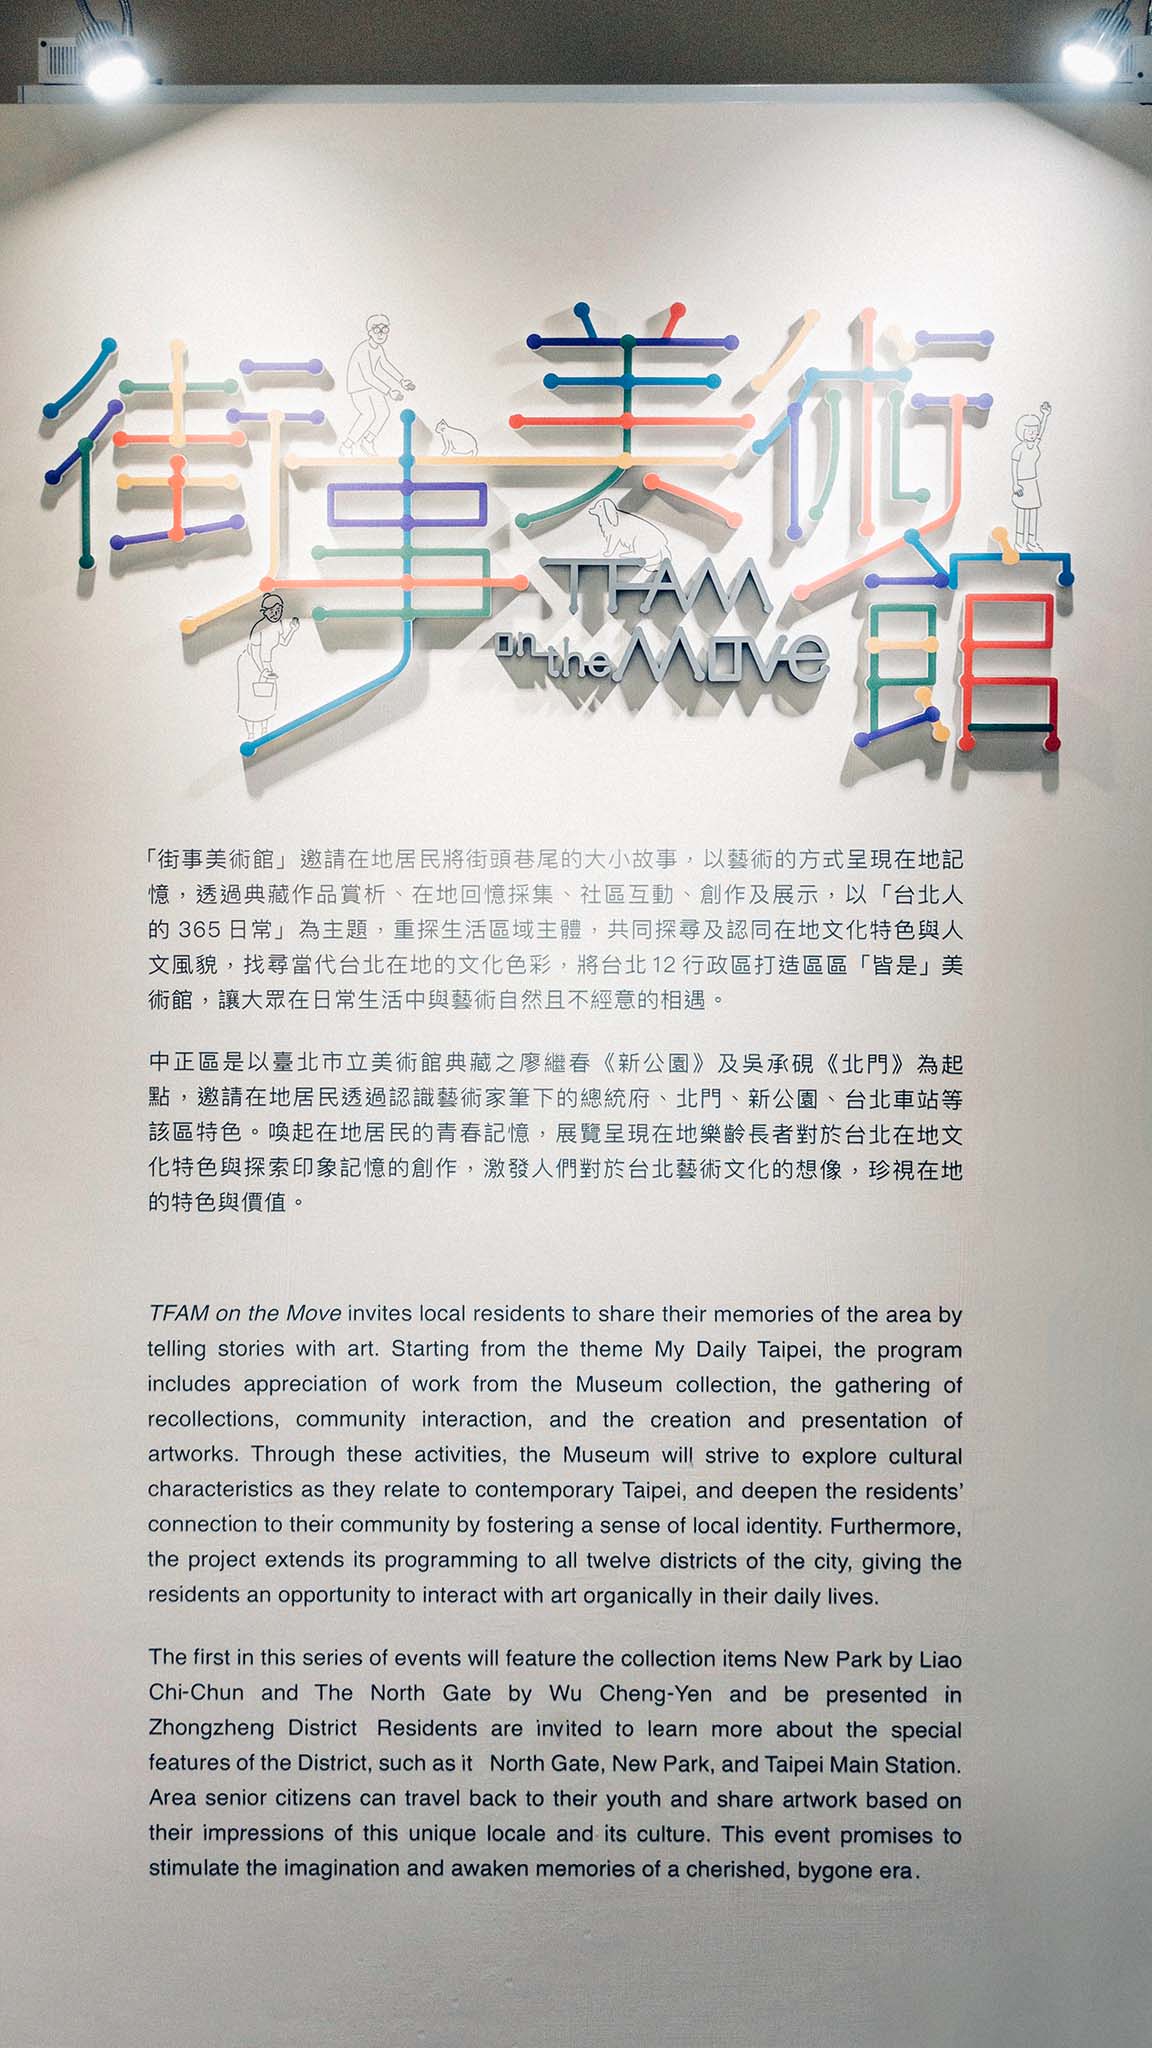 街事美術館
TFAM
on the Move
「街事美術館」邀請在地居民將街頭巷尾的大小故事，以藝術的方式呈現在地記
憶，透過典藏作品賞析、在地回憶採集、社區互動、創作及展示，以「台北人
的 365 日常」為主題，重探生活區域主體，共同探尋及認同在地文化特色與人
文風貌，找尋當代台北在地的文化色彩，將台北 12 行政區打造區區「皆是」美
術館，讓大眾在日常生活中與藝術自然且不經意的相遇。
中正區是以臺北市立美術館典藏之廖繼春《新公園》及吳承硯《北門》為起
點，邀請在地居民透過認識藝術家筆下的總統府、北門、新公園、台北車站等
該區特色。喚起在地居民的青春記憶，展覽呈現在地樂齡長者對於台北在地文
化特色與探索印象記憶的創作，激發人們對於台北藝術文化的想像，珍視在地
的特色與價值。
TFAM on the Move invites local residents to share their memories of the area by
telling stories with art. Starting from the theme My Daily Taipei, the program
includes appreciation of work from the Museum collection, the gathering of
recollections, community interaction, and the creation and presentation of
artworks. Through these activities, the Museum will strive to explore cultural
characteristics as they relate to contemporary Taipei, and deepen the residents’
connection to their community by fostering a sense of local identity. Furthermore,
the project extends its programming to all twelve districts of the city, giving the
residents an opportunity to interact with art organically in their daily lives.
The first in this series of events will feature the collection items New Park by Liao
Chi-Chun and The North Gate by Wu Cheng-Yen and be presented in
Zhongzheng District Residents are invited to learn more about the special
features of the District, such as it North Gate, New Park, and Taipei Main Station.
Area senior citizens can travel back to their youth and share artwork based on
their impressions of this unique locale and its culture. This event promises to
stimulate the imagination and awaken memories of a cherished, bygone era.